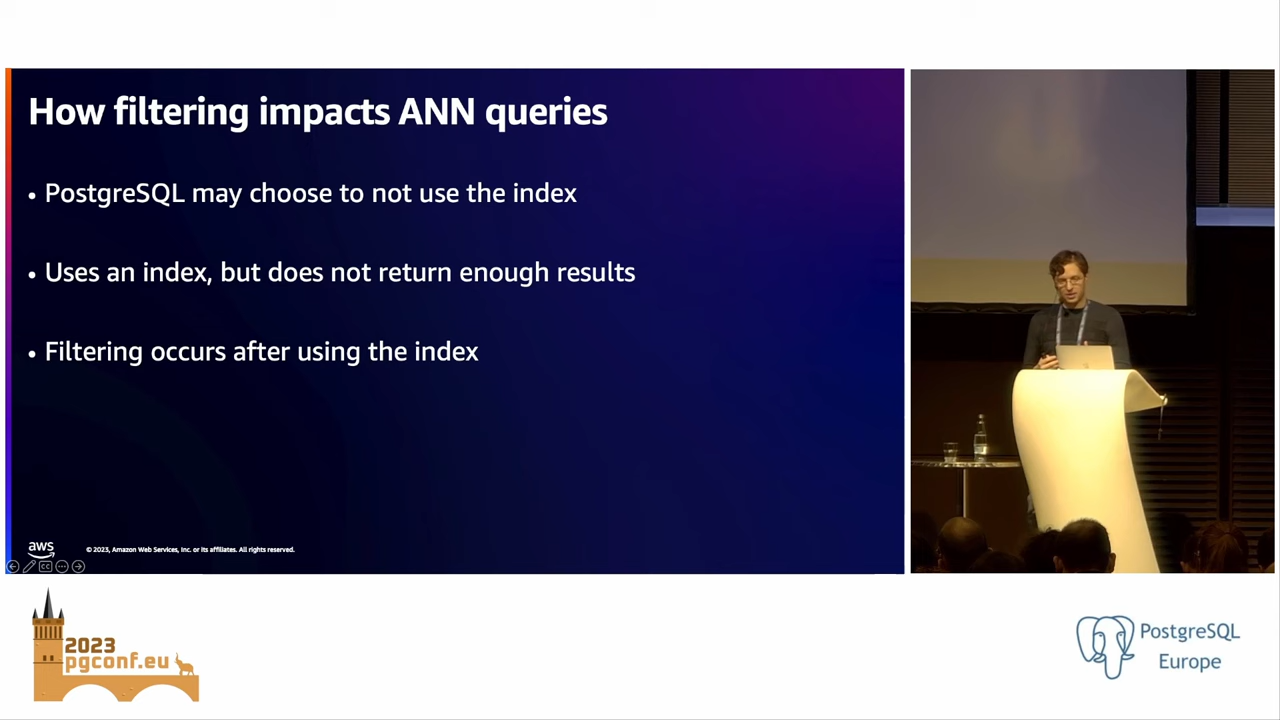 How filtering impacts ANN queries
• PostgreSQL may choose to not use the index
• Uses an index, but does not return enough results
• Filtering occurs after using the index
aws
© 2023, Amazon Web Services, Inc. or its affiliates. All rights reserved.
CC
2023
pgconf.eu
PostgreSQL
Europe